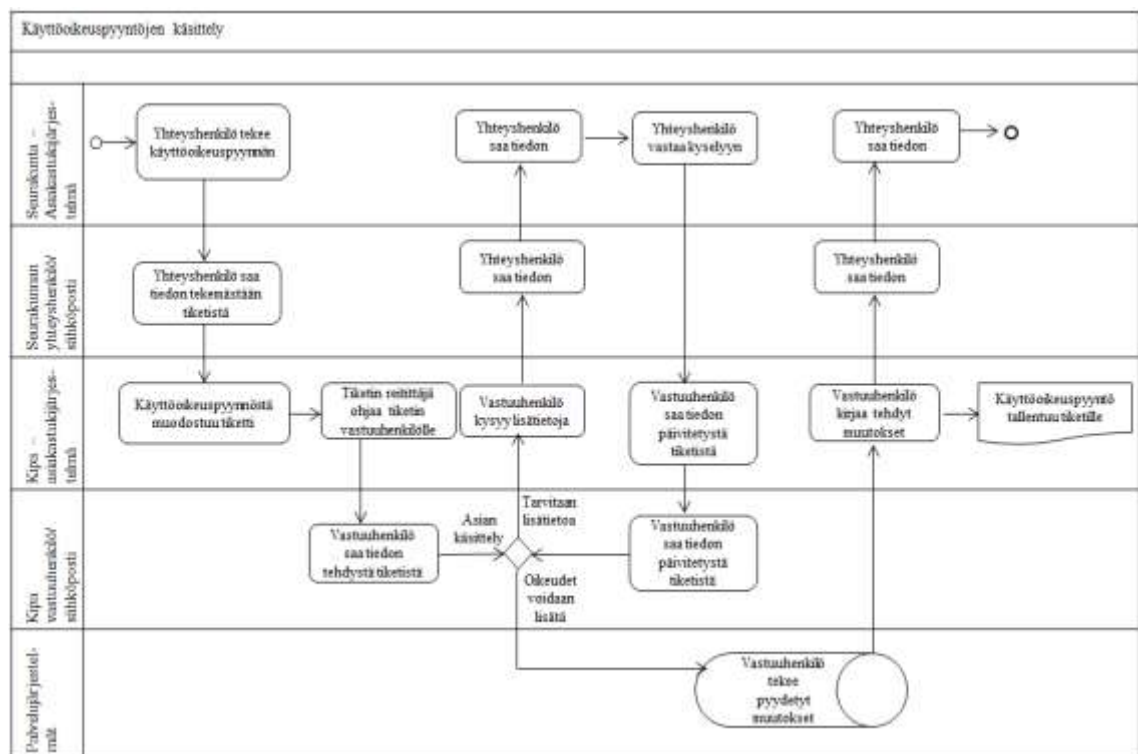 Käyttöoikeuspyyntöjen käsittely
Seurakunta –
Asiakastukijärjes-
telmä
Yhteyshenkilö tekee
käyttöoikeuspyynnön
Yhteyshenkilö
saa tiedon
Yhteyshenkilö
vastaa kyselyyn
Yhteyshenkilö
saa tiedon
Seurakunnan
yhteyshenkilö/
sähköposti
Yhteyshenkilö saa
tiedon tekemästään
tiketistä
Yhteyshenkilö
saa tiedon
Yhteyshenkilö
saa tiedon
Kipa –
asiakastukijärjes-
telmä
Käyttöoikeuspyynnöstä
muodostuu tiketti
Tiketin reitittäjä
ohjaa tiketin
vastuuhenkilölle
Vastuuhenkilö
kysyy lisätietoja
Vastuuhenkilö
saa tiedon
päivitetystä
tiketistä
Vastuuhenkilö
kirjaa tehdyt
muutokset
Käyttöoikeuspyyntö
tallentuu tiketille
Kipa
vastuuhenkilö/
sähköposti
Vastuuhenkilö
saa tiedon
tehdystä tiketistä
Asian
käsittely
Tarvitaan
lisätietoa
Oikeudet
voidaan
lisätä
Vastuuhenkilö
saa tiedon
päivitetystä
tiketistä
Palvelujärjestel-
mät
Vastuuhenkilö
tekee
pyydetyt
muutokset